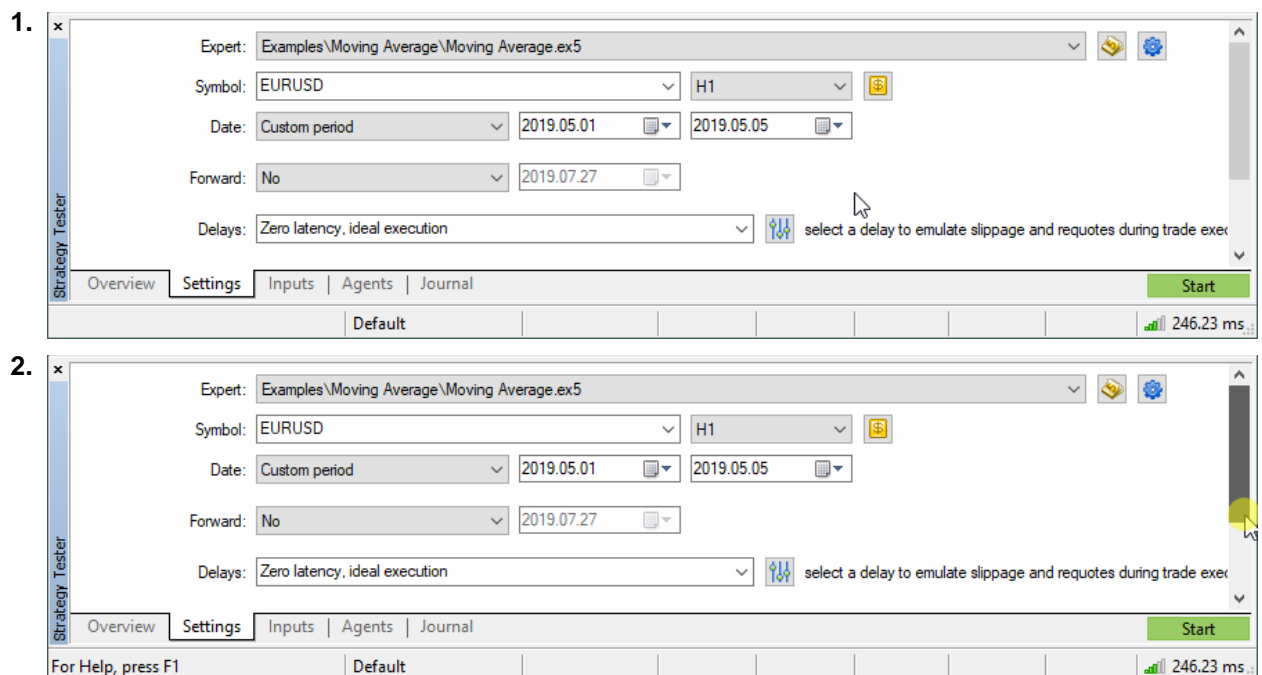 1.
Expert: Examples\Moving Average\Moving Average.ex5
Symbol: EURUSD H1
Date: Custom period 2019.05.01 2019.05.05
Forward: No 2019.07.27
Delays: Zero latency, ideal execution select a delay to emulate slippage and requotes during trade exec
Strategy Tester
Overview Settings Inputs | Agents | Journal Start
Default 246.23 ms
2.
Expert: Examples\Moving Average\Moving Average.ex5
Symbol: EURUSD H1
Date: Custom period 2019.05.01 2019.05.05
Forward: No 2019.07.27
Delays: Zero latency, ideal execution select a delay to emulate slippage and requotes during trade exec
Strategy Tester
Overview Settings Inputs | Agents | Journal Start
For Help, press F1 Default 246.23 ms